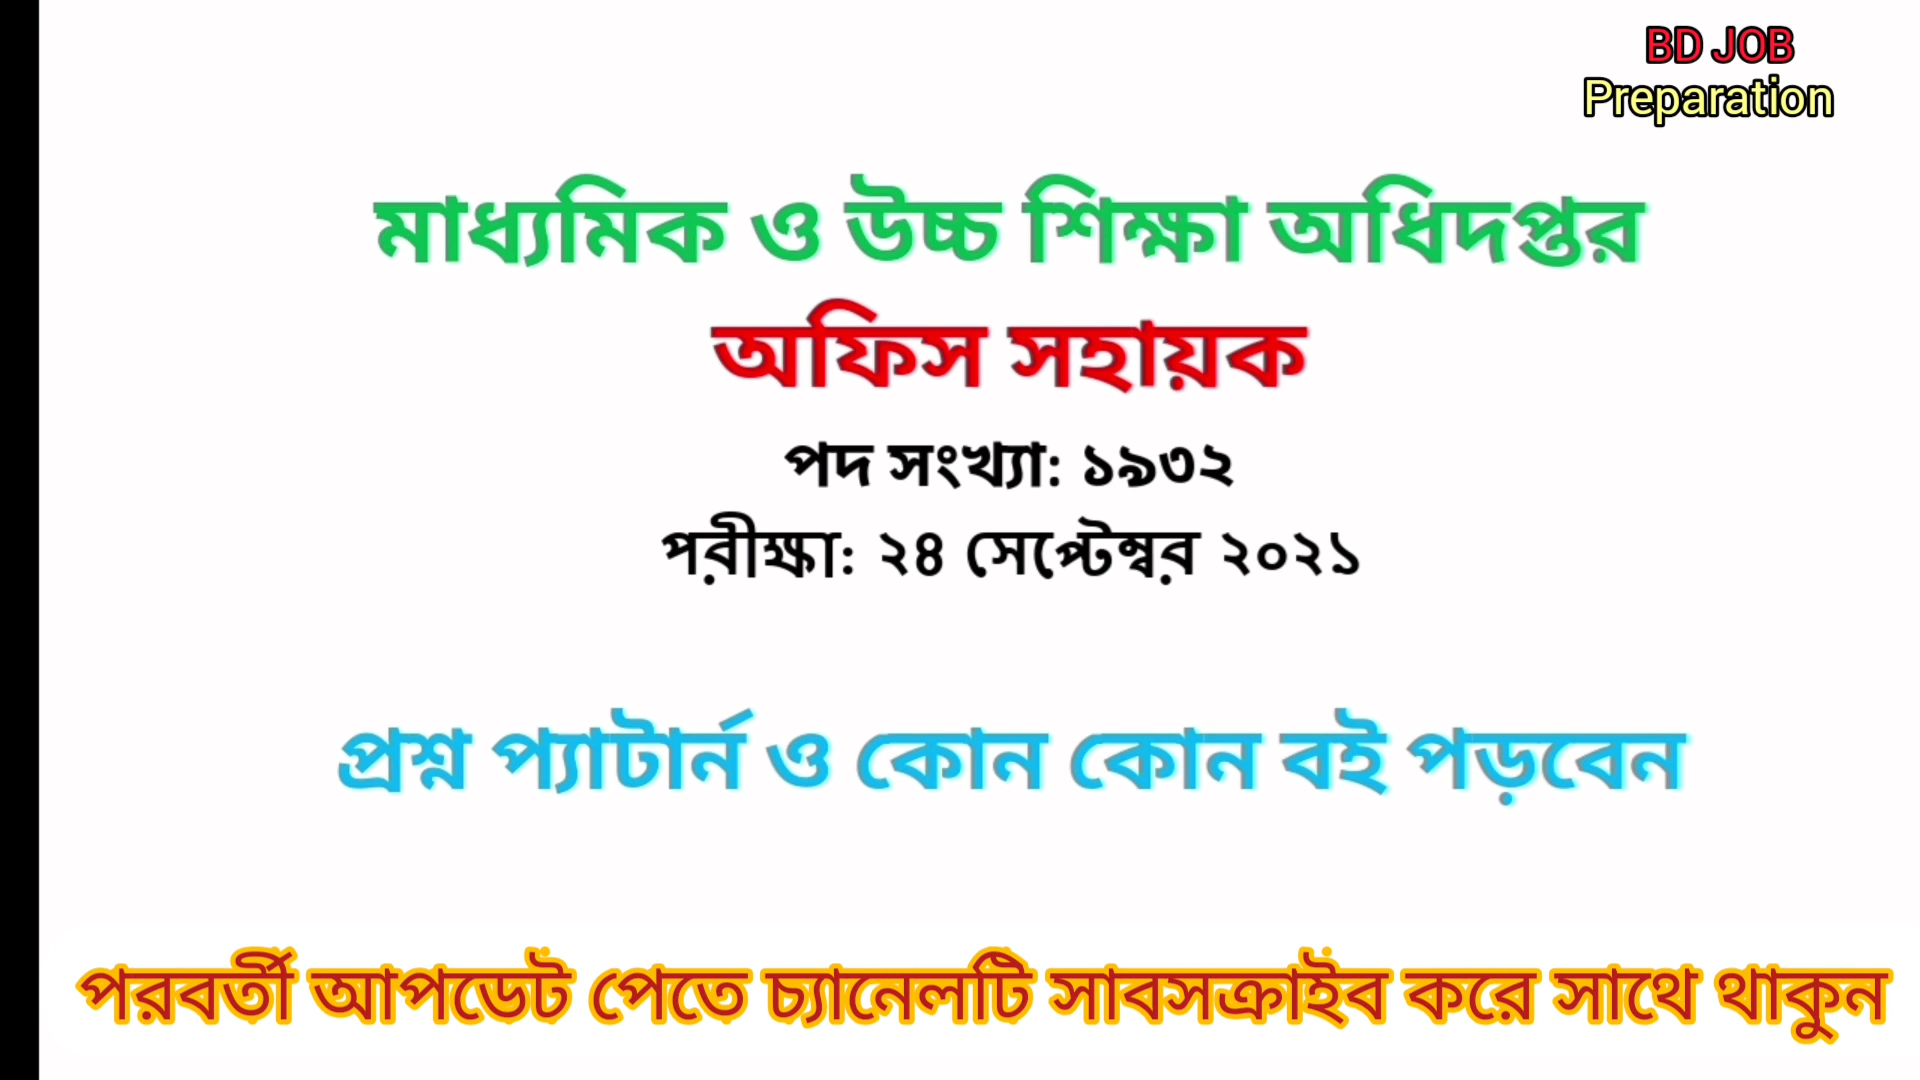 BD JOB
Preparation
মাধ্যমিক ও উচ্চ শিক্ষা অধিদপ্তর
অফিস সহায়ক
পদ সংখ্যা: ১৯৩২
পরীক্ষা: ২৪ সেপ্টেম্বর ২০২১
প্রশ্ন প্যাটার্ন ও কোন কোন বই পড়বেন
পরবর্তী আপডেট পেতে চ্যানেলটি সাবসক্রাইব করে সাথে থাকুন